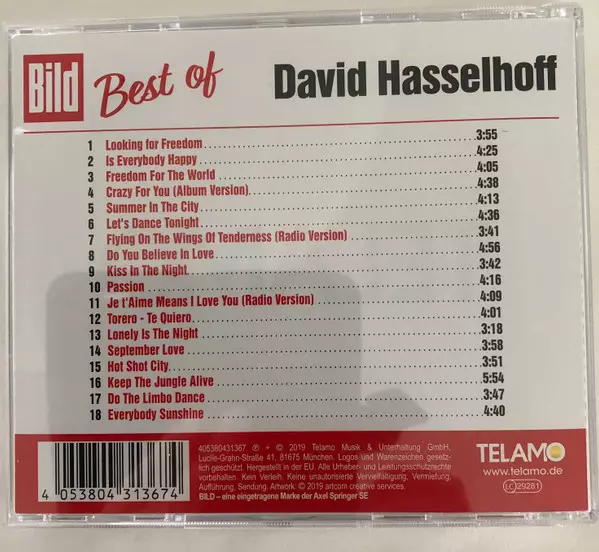 Bild Best of David Hasselhoff
1 Looking for Freedom 3:55
2 Is Everybody Happy 4:25
3 Freedom For The World 4:05
4 Crazy For You (Album Version) 4:38
5 Summer In The City 4:13
6 Let's Dance Tonight 4:36
7 Flying On The Wings Of Tenderness (Radio Version) 3:41
8 Do You Believe In Love 4:56
9 Kiss In The Night 3:42
10 Passion 4:16
11 Je t'Aime Means I Love You (Radio Version) 4:09
12 Torero - Te Quiero 4:01
13 Lonely Is The Night 3:18
14 September Love 3:58
15 Hot Shot City 3:51
16 Keep The Jungle Alive 5:54
17 Do The Limbo Dance 3:47
18 Everybody Sunshine 4:40
4 053804 313674
405380431367 ℗ + © 2019 Telamo Musik & Unterhaltung GmbH,
Lucile-Grahn-Straße 41, 81675 München. Logos und Warenzeichen gesetz-
lich geschützt. Hergestellt in der EU. Alle Urheber- und Leistungsschutzrechte
vorbehalten. Kein Verleih. Keine unautorisierte Vervielfältigung, Vermietung,
Aufführung, Sendung. Artwork: © 2019 artcom creative services.
BILD – eine eingetragene Marke der Axel Springer SE
TELAMO
www.telamo.de
LC 29281